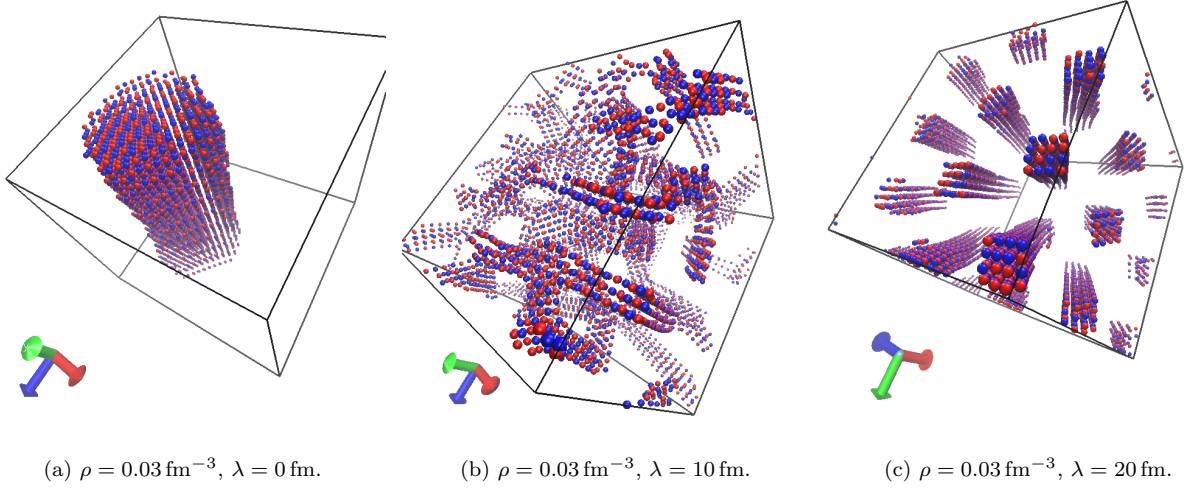 (a) ρ = 0.03 fm⁻³, λ = 0 fm.
(b) ρ = 0.03 fm⁻³, λ = 10 fm.
(c) ρ = 0.03 fm⁻³, λ = 20 fm.